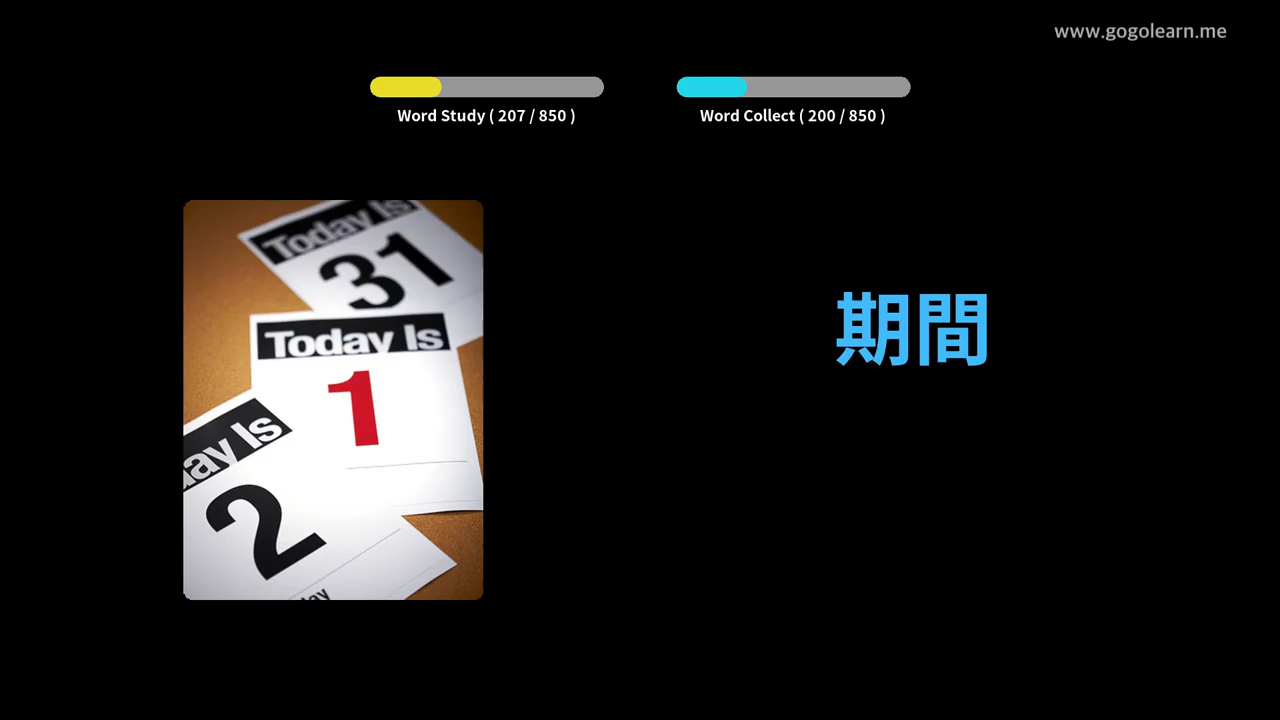 www.gogolearn.me
Word Study ( 207 / 850 )
Word Collect ( 200 / 850 )
Today Is
31
Today Is
1
ay Is
2
day
期間